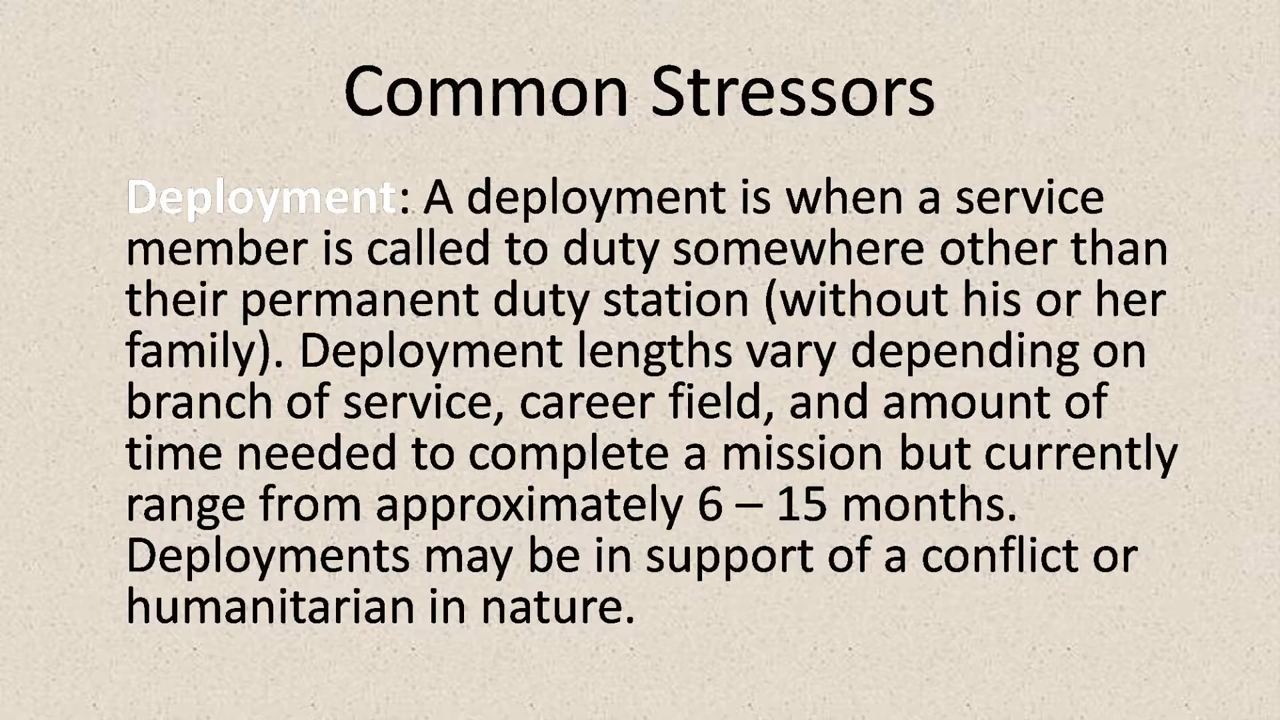 Common Stressors
Deployment: A deployment is when a service
member is called to duty somewhere other than
their permanent duty station (without his or her
family). Deployment lengths vary depending on
branch of service, career field, and amount of
time needed to complete a mission but currently
range from approximately 6 – 15 months.
Deployments may be in support of a conflict or
humanitarian in nature.